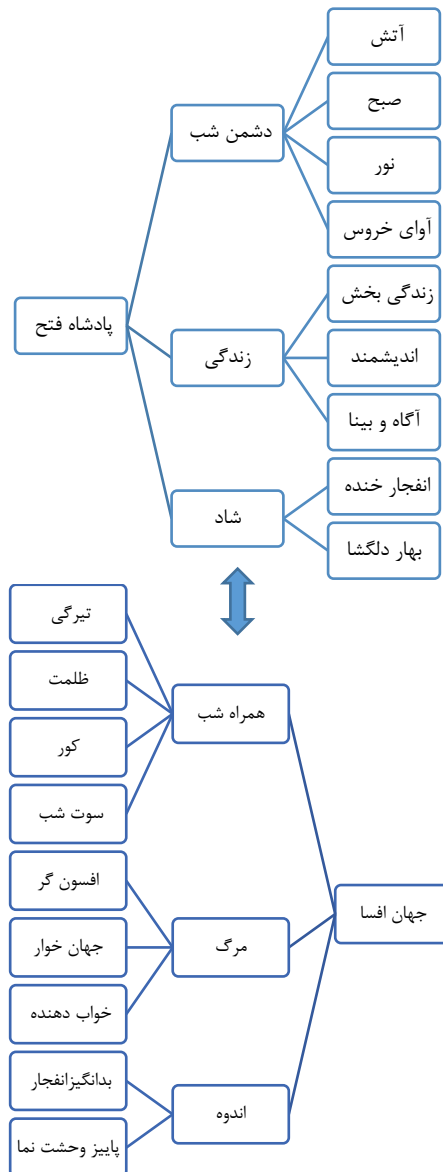 پادشاه فتح
دشمن شب
آتش
صبح
نور
آوای خروس
زندگی
زندگی بخش
اندیشمند
آگاه و بینا
شاد
انفجار خنده
بهار دلگشا
جهان افسا
همراه شب
تیرگی
ظلمت
کور
سوت شب
مرگ
افسون گر
جهان خوار
خواب دهنده
اندوه
بدانگیزانفجار
پاییز وحشت نما